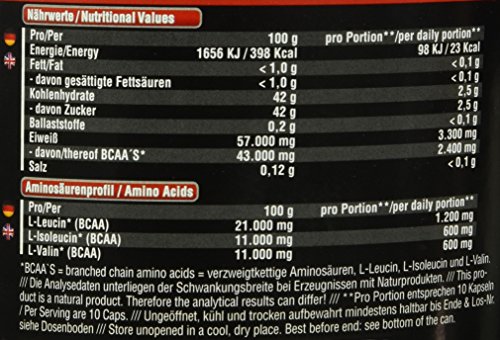 Nährwerte / Nutritional Values
Pro/Per 100 g pro Portion**/per daily portion**
Energie/Energy 1656 KJ / 398 Kcal 98 KJ / 23 Kcal
Fett/Fat < 1,0 g < 0,1 g
- davon gesättigte Fettsäuren < 1,0 g < 0,1 g
Kohlenhydrate 42 g 2,5 g
- davon Zucker 42 g 2,5 g
Ballaststoffe 0,2 g < 0,1 g
Eiweiß 57.000 mg 3.300 mg
- davon/thereof BCAA´S* 43.000 mg 2.400 mg
Salz 0,12 g < 0,1 g
Aminosäurenprofil / Amino Acids
Pro/Per 100 g pro Portion**/per daily portion**
L-Leucin* (BCAA) 21.000 mg 1.200 mg
L-Isoleucin* (BCAA) 11.000 mg 600 mg
L-Valin* (BCAA) 11.000 mg 600 mg
*BCAA´S = branched chain amino acids = verzweigtkettige Aminosäuren, L-Leucin, L-Isoleucin und L-Valin.
/// Die Analysedaten unterliegen der Schwankungsbreite bei Erzeugnissen mit Naturprodukten. /// This pro-
duct is a natural product. Therefore the analytical results can differ! /// **Pro Portion entsprechen 10 Kapseln
/ Per Serving are 10 Caps. /// Ungeöffnet, kühl und trocken aufbewahrt mindestens haltbar bis Ende & Los-Nr.
siehe Dosenboden /// Store unopened in a cool, dry place. Best before end: see bottom of the can.